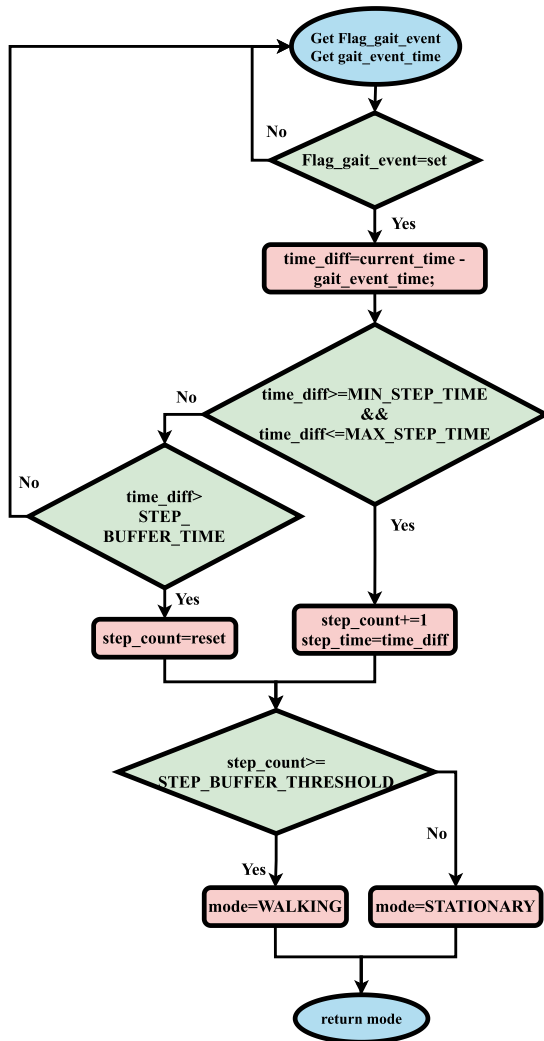 Get Flag_gait_event
Get gait_event_time
No
Flag_gait_event=set
Yes
time_diff=current_time -
gait_event_time;
No
time_diff>=MIN_STEP_TIME
&&
time_diff<=MAX_STEP_TIME
No
time_diff>
STEP_
BUFFER_TIME
Yes
Yes
step_count=reset
step_count+=1
step_time=time_diff
step_count>=
STEP_BUFFER_THRESHOLD
No
Yes
mode=WALKING
mode=STATIONARY
return mode